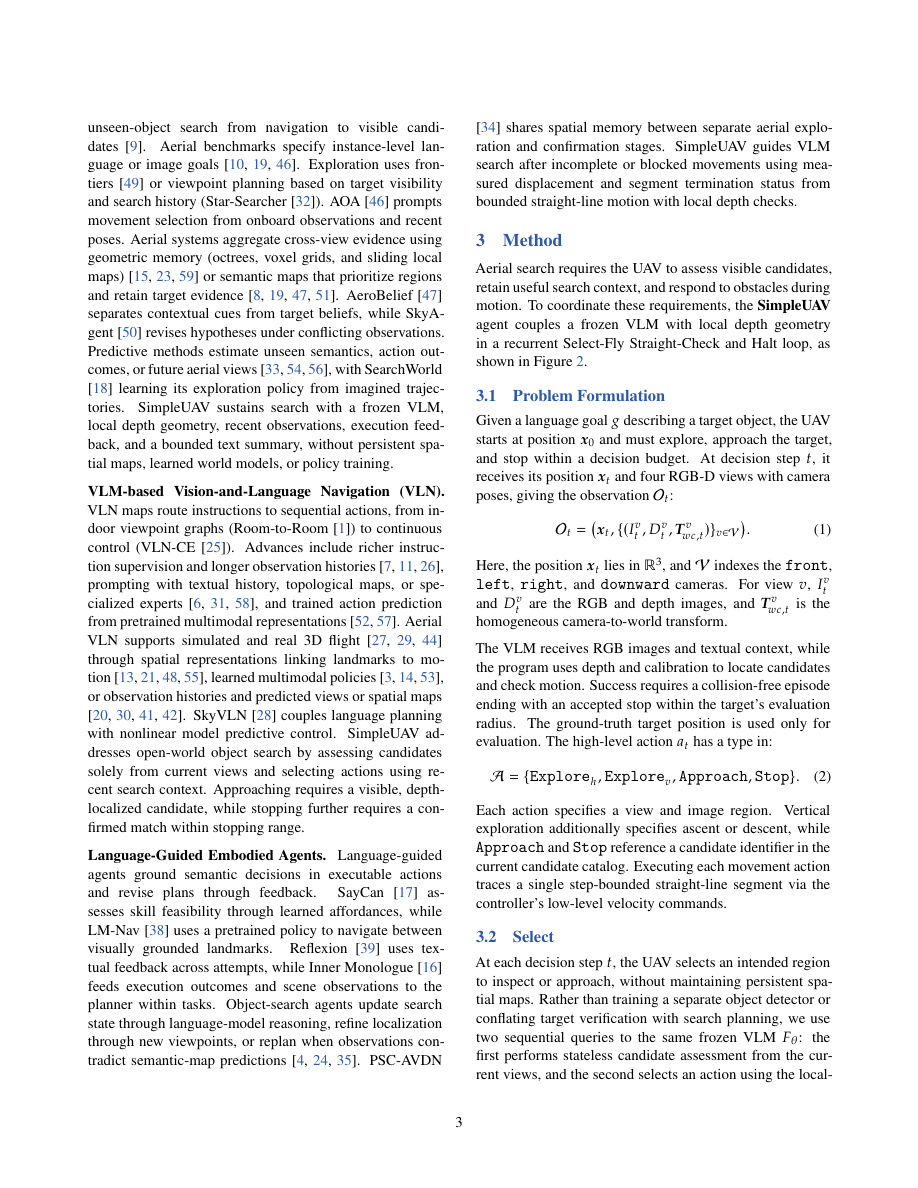 unseen-object search from navigation to visible candi-
dates [9]. Aerial benchmarks specify instance-level lan-
guage or image goals [10, 19, 46]. Exploration uses fron-
tiers [49] or viewpoint planning based on target visibility
and search history (Star-Searcher [32]). AOA [46] prompts
movement selection from onboard observations and recent
poses. Aerial systems aggregate cross-view evidence using
geometric memory (octrees, voxel grids, and sliding local
maps) [15, 23, 59] or semantic maps that prioritize regions
and retain target evidence [8, 19, 47, 51]. AeroBelief [47]
separates contextual cues from target beliefs, while SkyA-
gent [50] revises hypotheses under conflicting observations.
Predictive methods estimate unseen semantics, action out-
comes, or future aerial views [33, 54, 56], with SearchWorld
[18] learning its exploration policy from imagined trajec-
tories. SimpleUAV sustains search with a frozen VLM,
local depth geometry, recent observations, execution feed-
back, and a bounded text summary, without persistent spa-
tial maps, learned world models, or policy training.
VLM-based Vision-and-Language Navigation (VLN).
VLN maps route instructions to sequential actions, from in-
door viewpoint graphs (Room-to-Room [1]) to continuous
control (VLN-CE [25]). Advances include richer instruc-
tion supervision and longer observation histories [7, 11, 26],
prompting with textual history, topological maps, or spe-
cialized experts [6, 31, 58], and trained action prediction
from pretrained multimodal representations [52, 57]. Aerial
VLN supports simulated and real 3D flight [27, 29, 44]
through spatial representations linking landmarks to mo-
tion [13, 21, 48, 55], learned multimodal policies [3, 14, 53],
or observation histories and predicted views or spatial maps
[20, 30, 41, 42]. SkyVLN [28] couples language planning
with nonlinear model predictive control. SimpleUAV ad-
dresses open-world object search by assessing candidates
solely from current views and selecting actions using re-
cent search context. Approaching requires a visible, depth-
localized candidate, while stopping further requires a con-
firmed match within stopping range.
Language-Guided Embodied Agents. Language-guided
agents ground semantic decisions in executable actions
and revise plans through feedback. SayCan [17] as-
sesses skill feasibility through learned affordances, while
LM-Nav [38] uses a pretrained policy to navigate between
visually grounded landmarks. Reflexion [39] uses tex-
tual feedback across attempts, while Inner Monologue [16]
feeds execution outcomes and scene observations to the
planner within tasks. Object-search agents update search
state through language-model reasoning, refine localization
through new viewpoints, or replan when observations con-
tradict semantic-map predictions [4, 24, 35]. PSC-AVDN
[34] shares spatial memory between separate aerial explo-
ration and confirmation stages. SimpleUAV guides VLM
search after incomplete or blocked movements using mea-
sured displacement and segment termination status from
bounded straight-line motion with local depth checks.
3 Method
Aerial search requires the UAV to assess visible candidates,
retain useful search context, and respond to obstacles during
motion. To coordinate these requirements, the SimpleUAV
agent couples a frozen VLM with local depth geometry
in a recurrent Select-Fly Straight-Check and Halt loop, as
shown in Figure 2.
3.1 Problem Formulation
Given a language goal g describing a target object, the UAV
starts at position x₀ and must explore, approach the target,
and stop within a decision budget. At decision step t, it
receives its position x_t and four RGB-D views with camera
poses, giving the observation O_t:
O_t = (x_t, {(I_t^v, D_t^v, T_{wc,t}^v)}_{v∈𝒱}). (1)
Here, the position x_t lies in ℝ³, and 𝒱 indexes the front,
left, right, and downward cameras. For view v, I_t^v
and D_t^v are the RGB and depth images, and T_{wc,t}^v is the
homogeneous camera-to-world transform.
The VLM receives RGB images and textual context, while
the program uses depth and calibration to locate candidates
and check motion. Success requires a collision-free episode
ending with an accepted stop within the target's evaluation
radius. The ground-truth target position is used only for
evaluation. The high-level action a_t has a type in:
𝒜 = {Explore_h, Explore_v, Approach, Stop}. (2)
Each action specifies a view and image region. Vertical
exploration additionally specifies ascent or descent, while
Approach and Stop reference a candidate identifier in the
current candidate catalog. Executing each movement action
traces a single step-bounded straight-line segment via the
controller's low-level velocity commands.
3.2 Select
At each decision step t, the UAV selects an intended region
to inspect or approach, without maintaining persistent spa-
tial maps. Rather than training a separate object detector or
conflating target verification with search planning, we use
two sequential queries to the same frozen VLM F_θ: the
first performs stateless candidate assessment from the cur-
rent views, and the second selects an action using the local-
3